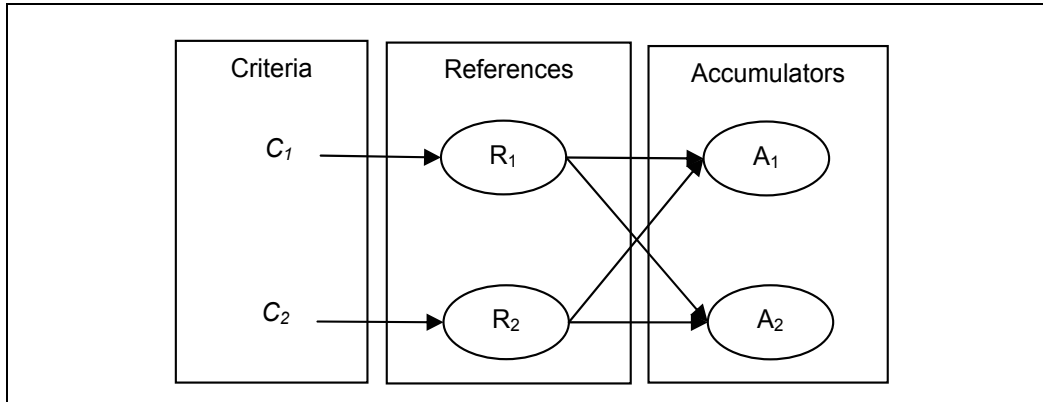 Criteria References Accumulators
C₁ R₁ A₁
C₂ R₂ A₂